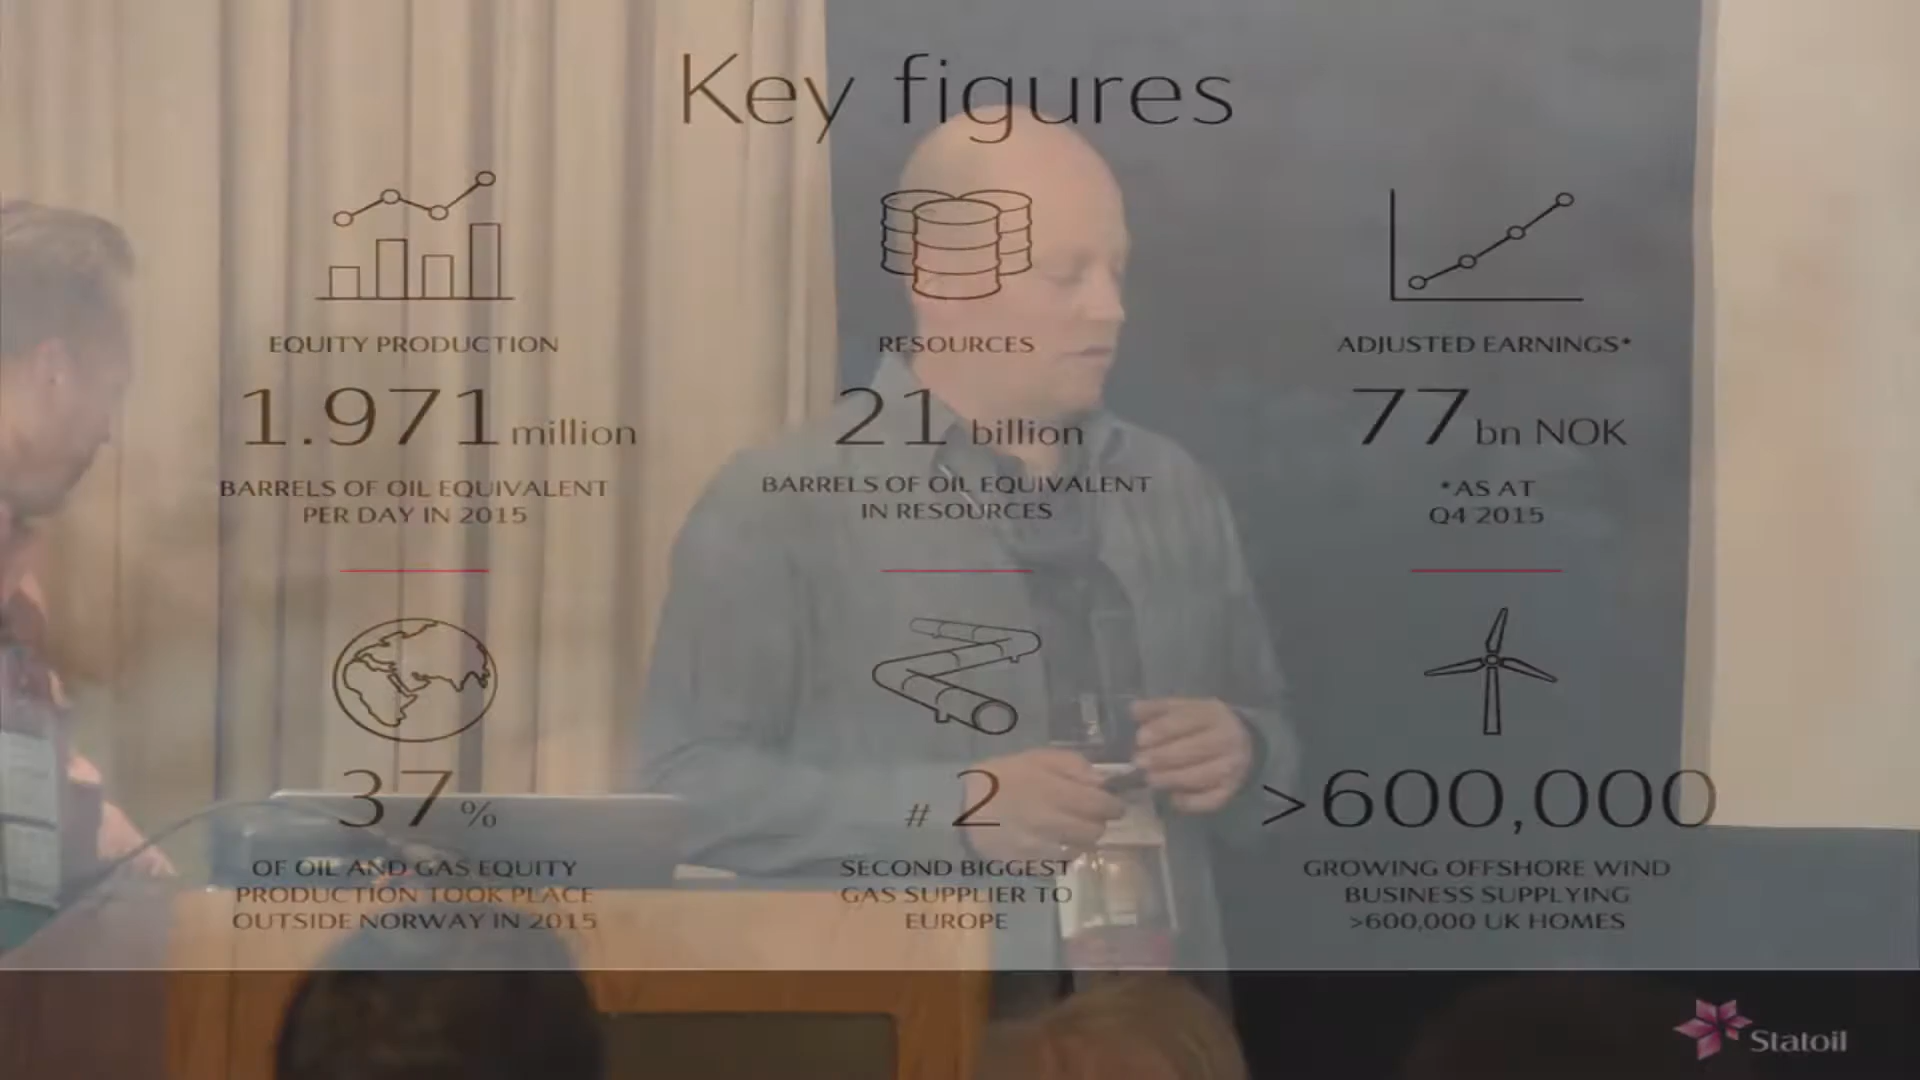 Key figures
EQUITY PRODUCTION
1.971 million
BARRELS OF OIL EQUIVALENT
PER DAY IN 2015
RESOURCES
21 billion
BARRELS OF OIL EQUIVALENT
IN RESOURCES
ADJUSTED EARNINGS*
77 bn NOK
*AS AT
Q4 2015
37 %
OF OIL AND GAS EQUITY
PRODUCTION TOOK PLACE
OUTSIDE NORWAY IN 2015
# 2
SECOND BIGGEST
GAS SUPPLIER TO
EUROPE
>600,000
GROWING OFFSHORE WIND
BUSINESS SUPPLYING
>600,000 UK HOMES
Statoil